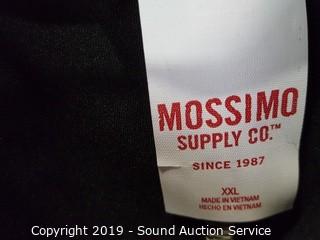 MOSSIMO
SUPPLY CO.™
SINCE 1987
XXL
MADE IN VIETNAM
HECHO EN VIETNAM
Copyright 2019 - Sound Auction Service